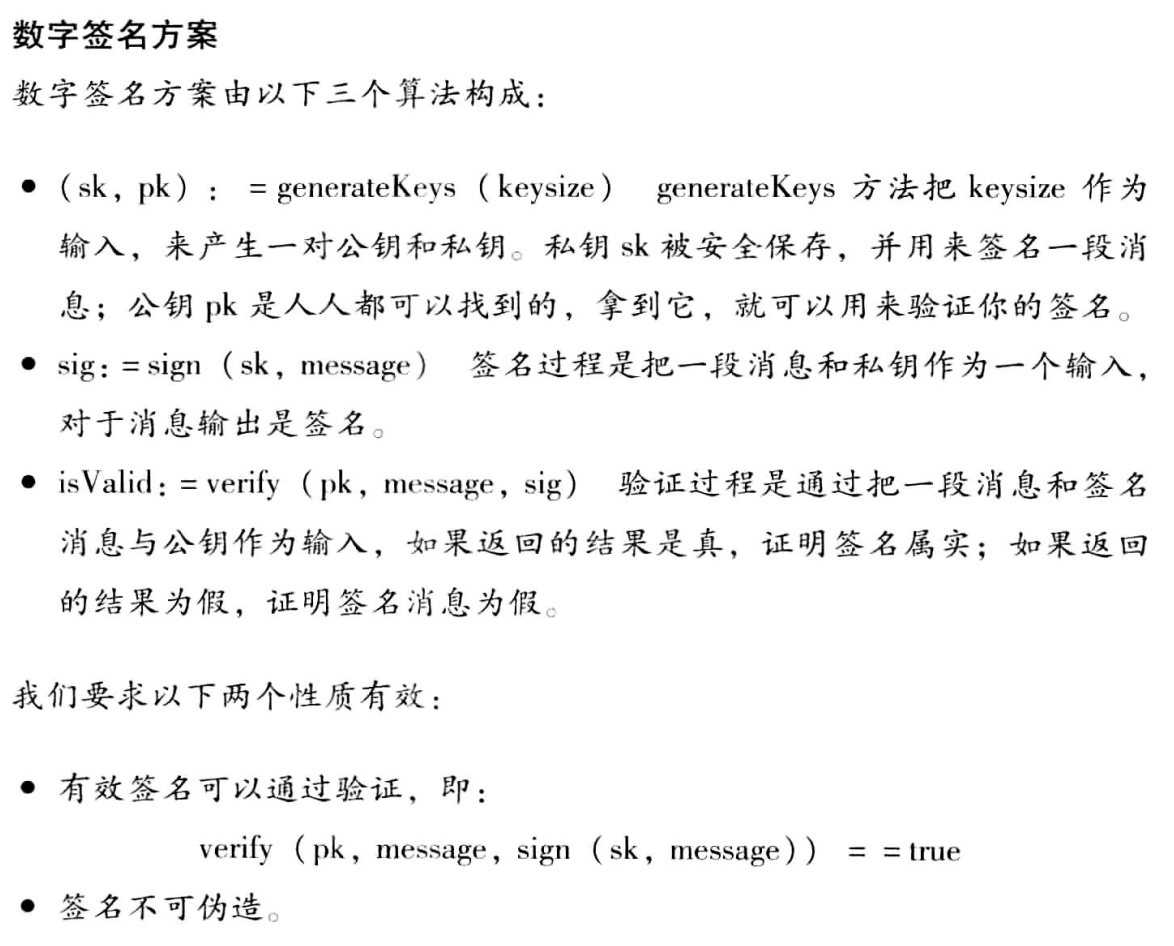 数字签名方案
数字签名方案由以下三个算法构成：
● （sk，pk）：=generateKeys（keysize） generateKeys 方法把 keysize 作为
输入，来产生一对公钥和私钥。私钥 sk 被安全保存，并用来签名一段消
息；公钥 pk 是人人都可以找到的，拿到它，就可以用来验证你的签名。
● sig：=sign（sk，message） 签名过程是把一段消息和私钥作为一个输入，
对于消息输出是签名。
● isValid：=verify（pk，message，sig） 验证过程是通过把一段消息和签名
消息与公钥作为输入，如果返回的结果是真，证明签名属实；如果返回
的结果为假，证明签名消息为假。
我们要求以下两个性质有效：
● 有效签名可以通过验证，即：
verify（pk，message，sign（sk，message））==true
● 签名不可伪造。